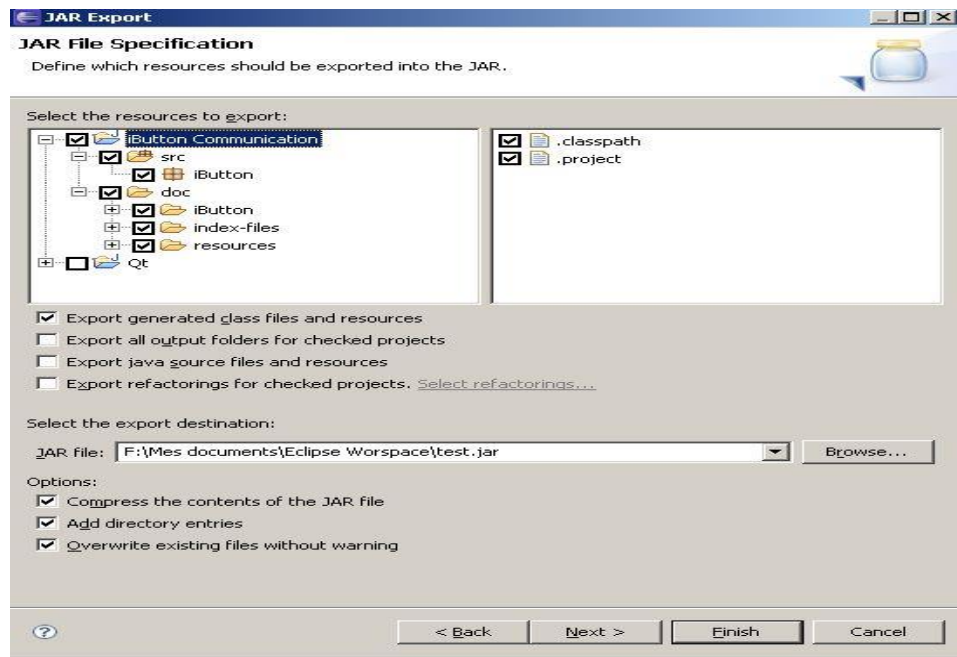 JAR Export
JAR File Specification
Define which resources should be exported into the JAR.
Select the resources to export:
iButton Communication
src
iButton
doc
iButton
index-files
resources
Qt
.classpath
.project
Export generated class files and resources
Export all output folders for checked projects
Export java source files and resources
Export refactorings for checked projects. Select refactorings...
Select the export destination:
JAR file: F:\Mes documents\Eclipse Worspace\test.jar Browse...
Options:
Compress the contents of the JAR file
Add directory entries
Overwrite existing files without warning
? < Back Next > Finish Cancel